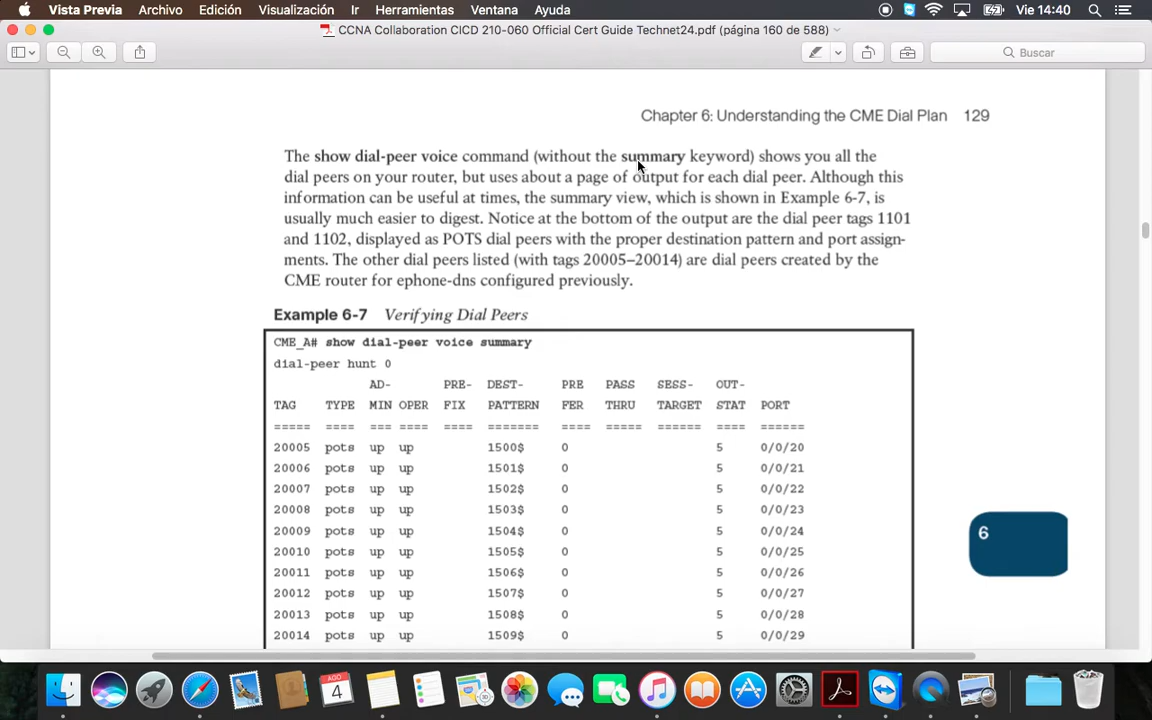 Vista Previa Archivo Edición Visualización Ir Herramientas Ventana Ayuda Vie 14:40
CCNA Collaboration CICD 210-060 Official Cert Guide Technet24.pdf (página 160 de 588)
Buscar
Chapter 6: Understanding the CME Dial Plan 129
The show dial-peer voice command (without the summary keyword) shows you all the
dial peers on your router, but uses about a page of output for each dial peer. Although this
information can be useful at times, the summary view, which is shown in Example 6-7, is
usually much easier to digest. Notice at the bottom of the output are the dial peer tags 1101
and 1102, displayed as POTS dial peers with the proper destination pattern and port assign-
ments. The other dial peers listed (with tags 20005–20014) are dial peers created by the
CME router for ephone-dns configured previously.
Example 6-7 Verifying Dial Peers
CME_A# show dial-peer voice summary
dial-peer hunt 0
AD- PRE- DEST- PRE PASS SESS- OUT-
TAG TYPE MIN OPER FIX PATTERN FER THRU TARGET STAT PORT
===== ==== === ==== ==== ======= ==== ===== ====== ==== ======
20005 pots up up 1500$ 0 5 0/0/20
20006 pots up up 1501$ 0 5 0/0/21
20007 pots up up 1502$ 0 5 0/0/22
20008 pots up up 1503$ 0 5 0/0/23
20009 pots up up 1504$ 0 5 0/0/24
20010 pots up up 1505$ 0 5 0/0/25
20011 pots up up 1506$ 0 5 0/0/26
20012 pots up up 1507$ 0 5 0/0/27
20013 pots up up 1508$ 0 5 0/0/28
20014 pots up up 1509$ 0 5 0/0/29
6
AGO
4